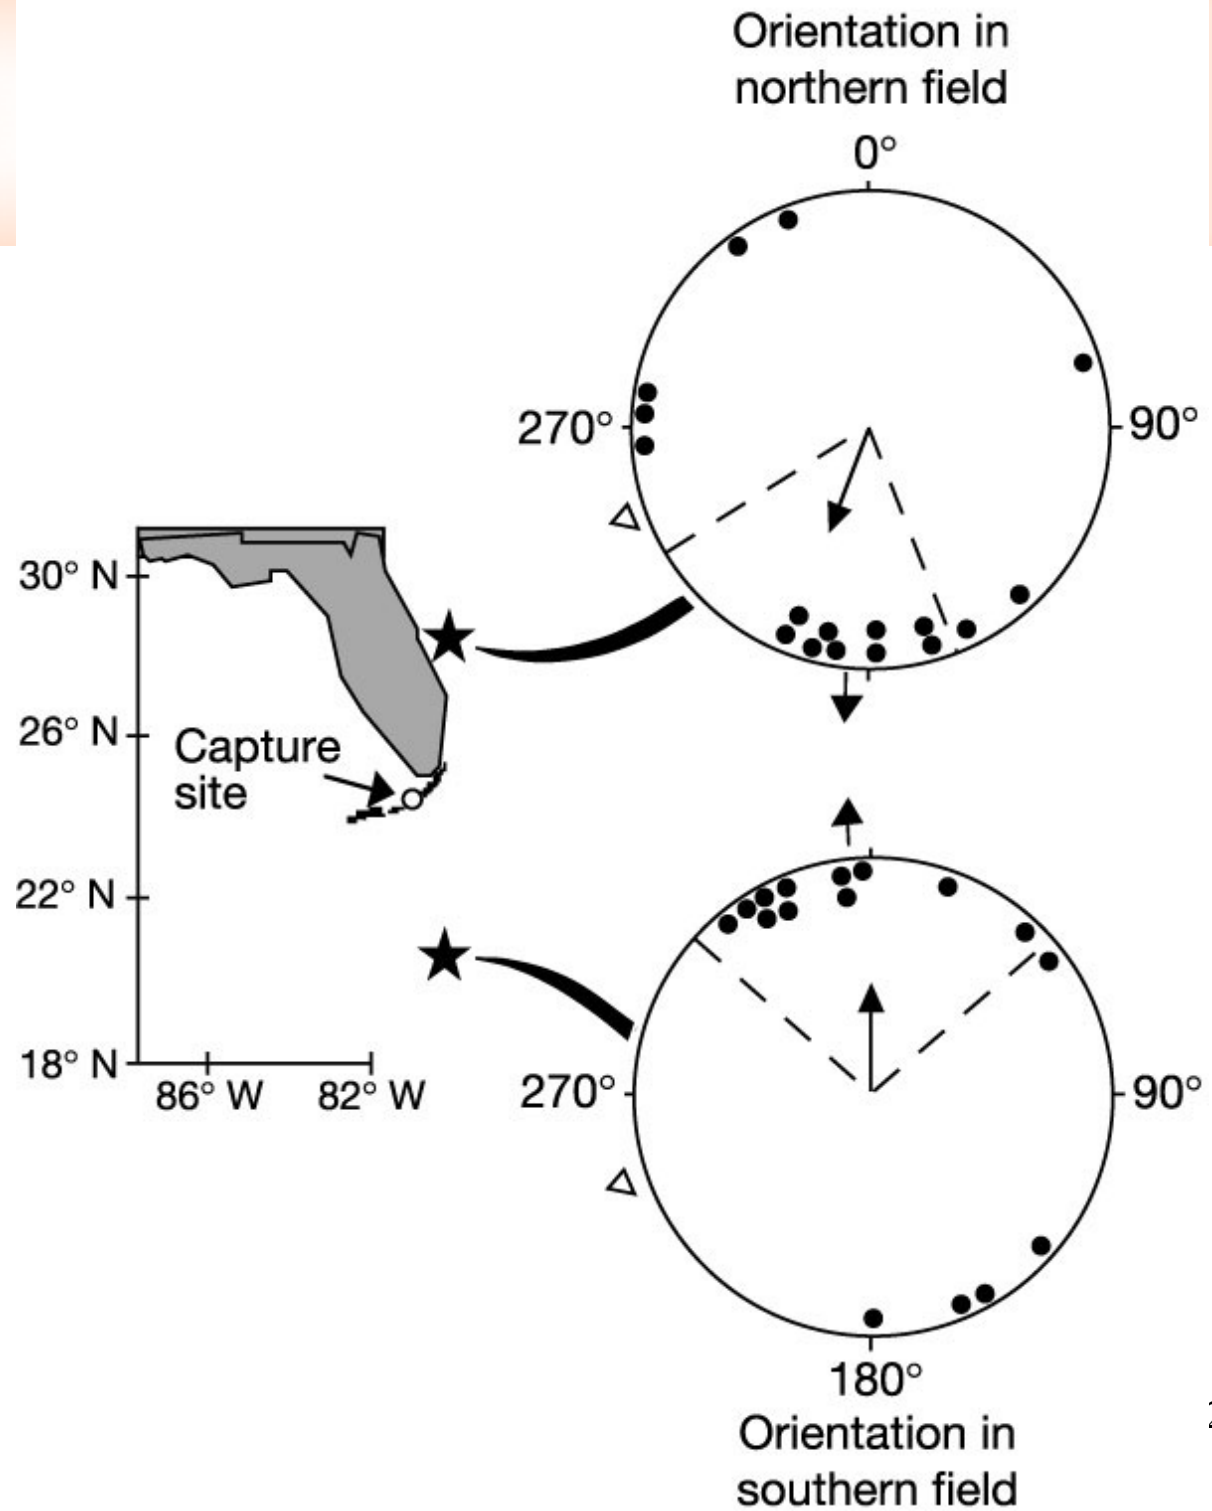 Orientation in
northern field
0°
270°
90°
30° N
26° N
Capture
site
22° N
18° N
86° W
82° W
270°
90°
180°
Orientation in
southern field